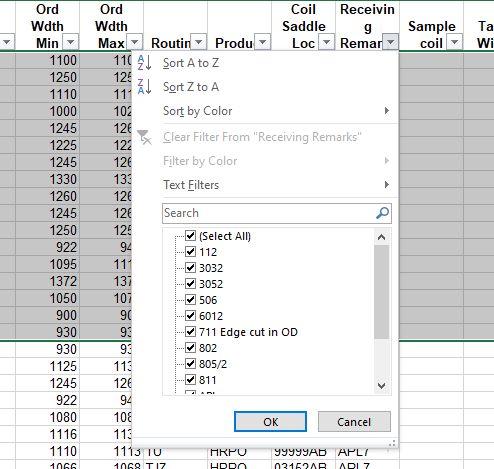 Ord Wdth Min
Ord Wdth Max
Routin
Produ
Coil Saddle Loc
Receiving Remark
Sample coil
Ta Wi
1100 110
1250 125
1110 111
1000 102
1245 126
1225 122
1245 126
1330 133
1260 126
1245 126
1250 125
922 94
1095 111
1372 137
1050 107
900 90
930 93
930 93
1125 113
1245 126
922 94
1080 108
1116 113
1110 1113 TU HRPO 99999AB APL7
1066 1068 TJZ HRPO 03152AB APL7
Sort A to Z
Sort Z to A
Sort by Color
Clear Filter From "Receiving Remarks"
Filter by Color
Text Filters
Search
(Select All)
112
3032
3052
506
6012
711 Edge cut in OD
802
805/2
811
OK Cancel